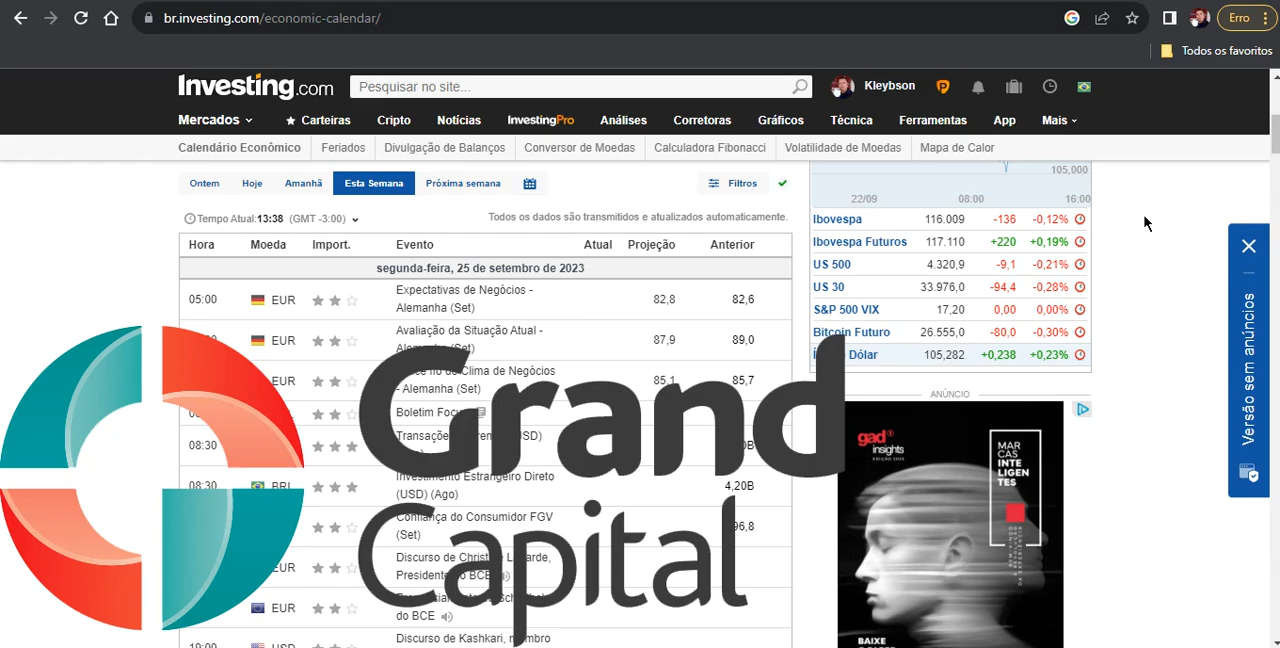 br.investing.com/economic-calendar/
Erro
Todos os favoritos
Investing.com
Pesquisar no site...
Kleybson
Mercados
Carteiras
Cripto
Notícias
InvestingPro
Análises
Corretoras
Gráficos
Técnica
Ferramentas
App
Mais
Calendário Econômico
Feriados
Divulgação de Balanços
Conversor de Moedas
Calculadora Fibonacci
Volatilidade de Moedas
Mapa de Calor
Ontem
Hoje
Amanhã
Esta Semana
Próxima semana
Filtros
Tempo Atual:13:38 (GMT -3:00)
Todos os dados são transmitidos e atualizados automaticamente.
Hora Moeda Import. Evento Atual Projeção Anterior
segunda-feira, 25 de setembro de 2023
05:00 EUR Expectativas de Negócios - 82,8 82,6
Alemanha (Set)
EUR Avaliação da Situação Atual - 87,9 89,0
(Set)
EUR Clima de Negócios 85,1 85,7
- Alemanha (Set)
Boletim
08:30 Transações (USD)
08:30 BRL Investimento Estrangeiro Direto 4,20B
(USD) (Ago)
Confiança do Consumidor FGV 96,8
(Set)
EUR Discurso de
BCE
EUR
do BCE
19:00 USD Discurso de Kashkari, membro
Grand
Capital
105,000
22/09 08:00 16:00
Ibovespa 116.009 -136 -0,12%
Ibovespa Futuros 117.110 +220 +0,19%
US 500 4.320,9 -9,1 -0,21%
US 30 33.976,0 -94,4 -0,28%
S&P 500 VIX 17,20 0,00 0,00%
Bitcoin Futuro 26.555,0 -80,0 -0,30%
Dólar 105,282 +0,238 +0,23%
ANÚNCIO
gad
insights
MAR
CAS
INTE
LIGEN
TES
BAIXE
Versão sem anúncios